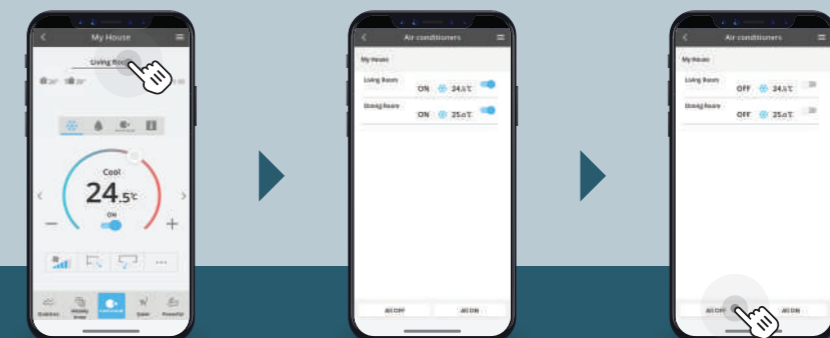 My House
Living Room
Cool
24.5℃
ON
Powerful
Air conditioners
My House
Living Room
ON 24.5℃
Dining Room
ON 25.0℃
All OFF All ON
Air conditioners
My House
Living Room
OFF 24.5℃
Dining Room
OFF 25.0℃
All OFF All ON